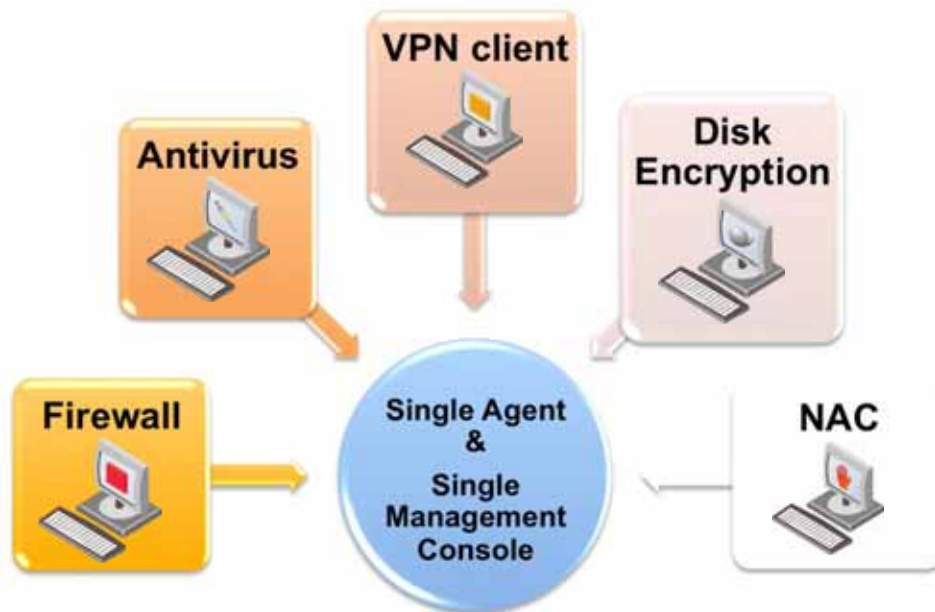 VPN client
Antivirus
Disk
Encryption
Firewall
Single Agent
&
Single
Management
Console
NAC